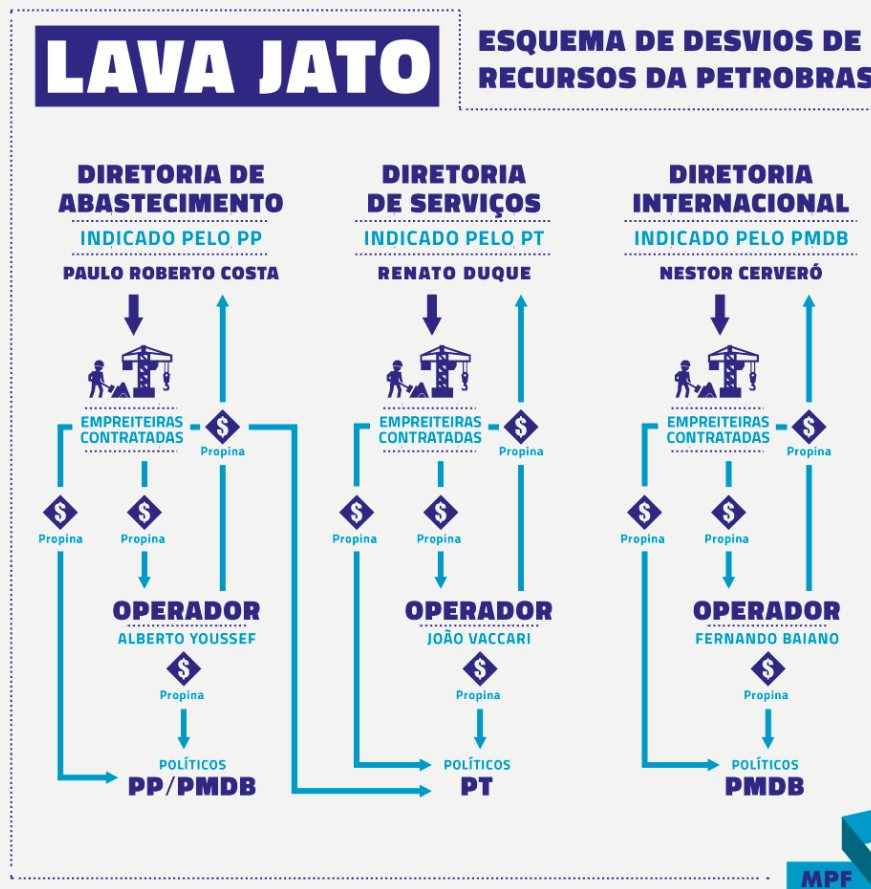 LAVA JATO
ESQUEMA DE DESVIOS DE
RECURSOS DA PETROBRAS
DIRETORIA DE
ABASTECIMENTO
INDICADO PELO PP
PAULO ROBERTO COSTA
EMPREITEIRAS
CONTRATADAS
$
Propina
$
Propina
$
Propina
OPERADOR
ALBERTO YOUSSEF
$
Propina
POLÍTICOS
PP/PMDB
DIRETORIA
DE SERVIÇOS
INDICADO PELO PT
RENATO DUQUE
EMPREITEIRAS
CONTRATADAS
$
Propina
$
Propina
$
Propina
OPERADOR
JOÃO VACCARI
$
Propina
POLÍTICOS
PT
DIRETORIA
INTERNACIONAL
INDICADO PELO PMDB
NESTOR CERVERÓ
EMPREITEIRAS
CONTRATADAS
$
Propina
$
Propina
$
Propina
OPERADOR
FERNANDO BAIANO
$
Propina
POLÍTICOS
PMDB
MPF